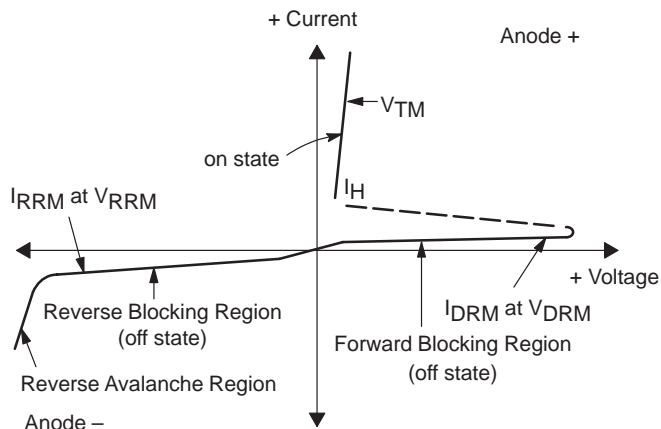 + Current
Anode +
VTM
on state
IH
IRRM at VRRM
+ Voltage
IDRM at VDRM
Reverse Blocking Region
(off state)
Forward Blocking Region
(off state)
Reverse Avalanche Region
Anode –